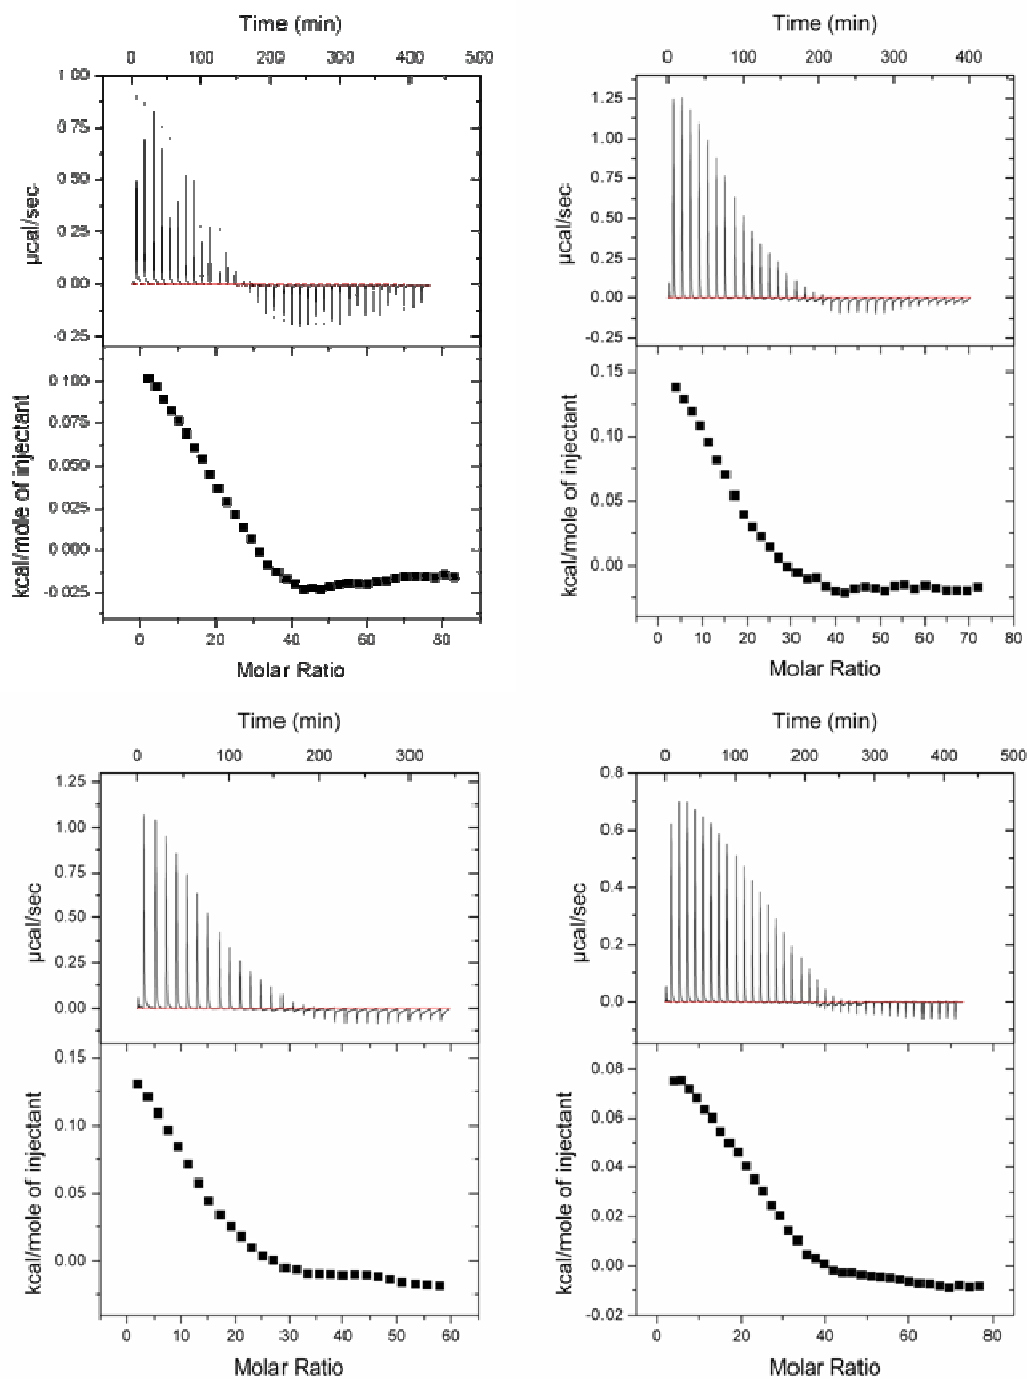 Time (min)
0 100 200 300 400 500
1.00
0.75
0.50
0.25
0.00
-0.25
µcal/sec
0.100
0.075
0.050
0.025
0.000
-0.025
kcal/mole of injectant
0 20 40 60 80
Molar Ratio
Time (min)
0 100 200 300 400
1.25
1.00
0.75
0.50
0.25
0.00
-0.25
µcal/sec
0.15
0.10
0.05
0.00
kcal/mole of injectant
0 10 20 30 40 50 60 70 80
Molar Ratio
Time (min)
0 100 200 300
1.25
1.00
0.75
0.50
0.25
0.00
µcal/sec
0.15
0.10
0.05
0.00
kcal/mole of injectant
0 10 20 30 40 50 60
Molar Ratio
Time (min)
0 100 200 300 400 500
0.8
0.6
0.4
0.2
0.0
µcal/sec
0.08
0.06
0.04
0.02
0.00
-0.02
kcal/mole of injectant
0 20 40 60 80
Molar Ratio